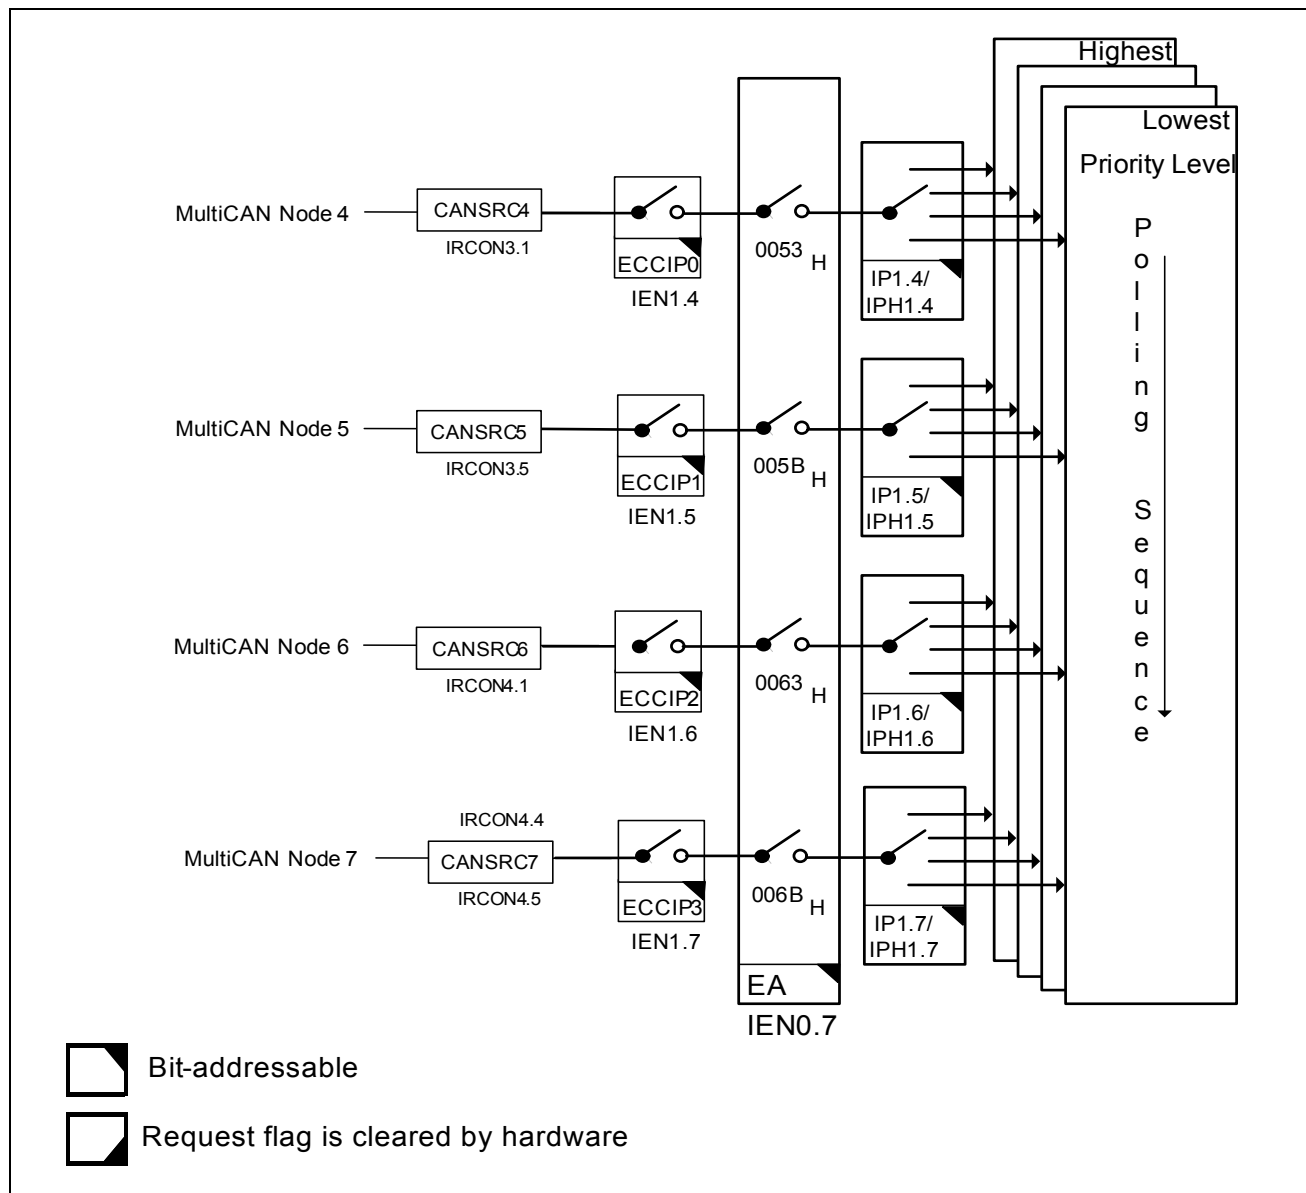 Highest
Lowest
Priority Level
Polling Sequence
MultiCAN Node 4
CANSRC4
IRCON3.1
ECCIP0
IEN1.4
0053 H
IP1.4/
IPH1.4
MultiCAN Node 5
CANSRC5
IRCON3.5
ECCIP1
IEN1.5
005B H
IP1.5/
IPH1.5
MultiCAN Node 6
CANSRC6
IRCON4.1
ECCIP2
IEN1.6
0063 H
IP1.6/
IPH1.6
MultiCAN Node 7
IRCON4.4
CANSRC7
IRCON4.5
ECCIP3
IEN1.7
006B H
IP1.7/
IPH1.7
EA
IEN0.7
Bit-addressable
Request flag is cleared by hardware